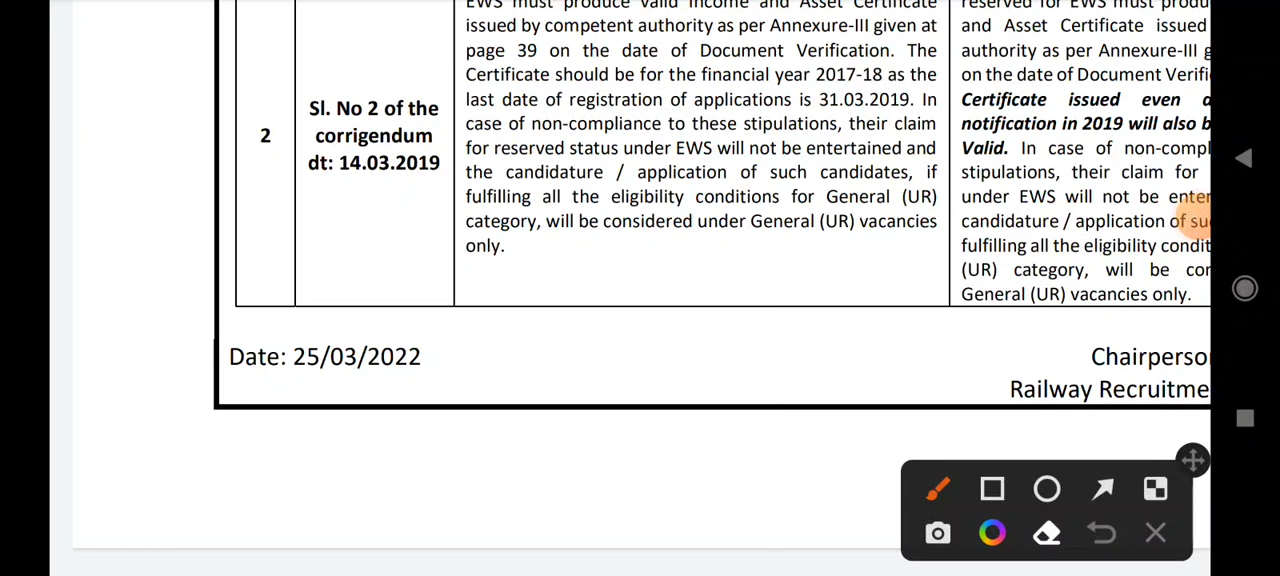 EWS must produce valid Income and Asset Certificate
issued by competent authority as per Annexure-III given at
page 39 on the date of Document Verification. The
Certificate should be for the financial year 2017-18 as the
last date of registration of applications is 31.03.2019. In
case of non-compliance to these stipulations, their claim
for reserved status under EWS will not be entertained and
the candidature / application of such candidates, if
fulfilling all the eligibility conditions for General (UR)
category, will be considered under General (UR) vacancies
only.
2
Sl. No 2 of the
corrigendum
dt: 14.03.2019
reserved for EWS must produ
and Asset Certificate issued
authority as per Annexure-III g
on the date of Document Verifi
Certificate issued even a
notification in 2019 will also b
Valid. In case of non-compl
stipulations, their claim for
under EWS will not be enter
candidature / application of su
fulfilling all the eligibility condit
(UR) category, will be cor
General (UR) vacancies only.
Date: 25/03/2022
Chairperso
Railway Recruitme